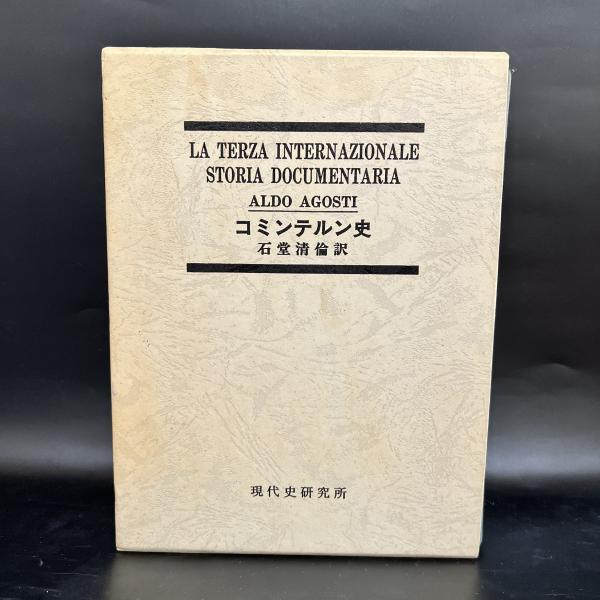 LA TERZA INTERNAZIONALE
STORIA DOCUMENTARIA
ALDO AGOSTI
コミンテルン史
石堂清倫訳
現代史研究所